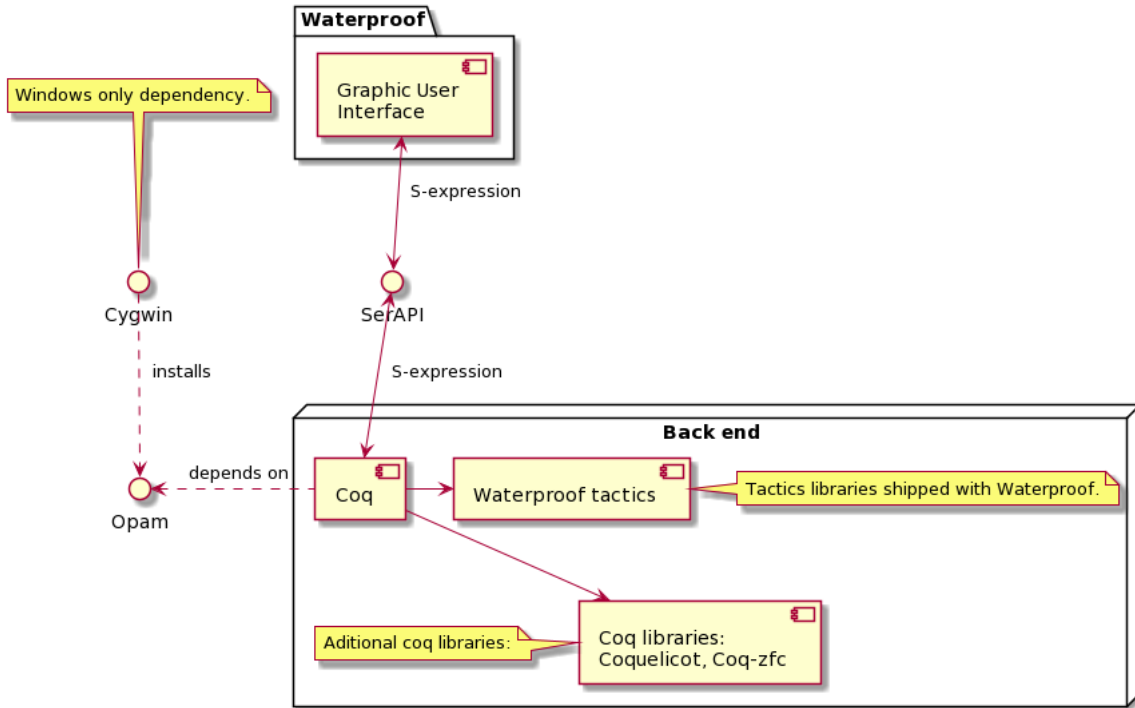 Waterproof
Graphic User
Interface
Windows only dependency.
S-expression
Cygwin
SerAPI
installs
S-expression
Back end
depends on
Coq
Waterproof tactics
Tactics libraries shipped with Waterproof.
Opam
Aditional coq libraries:
Coq libraries:
Coquelicot, Coq-zfc